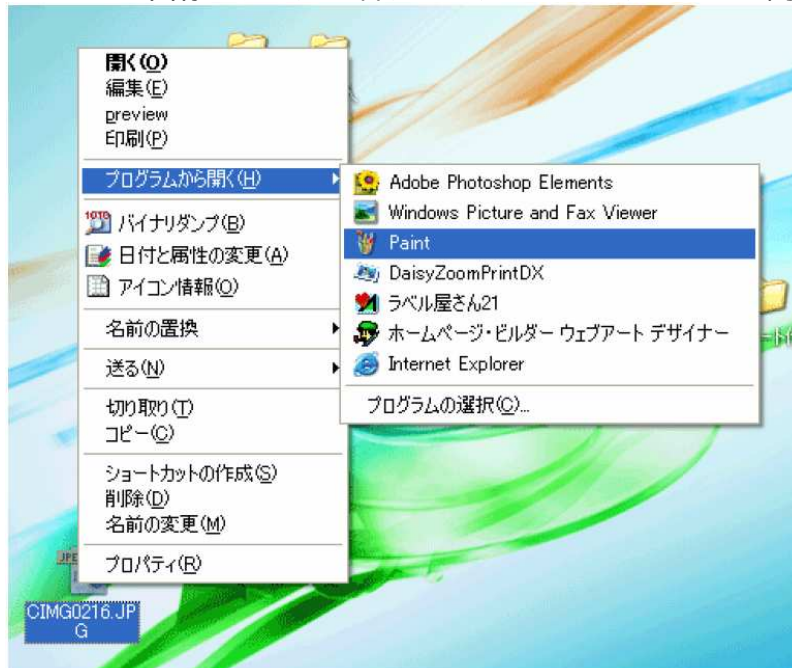 開く(O)
編集(E)
preview
印刷(P)
プログラムから開く(H)
バイナリダンプ(B)
日付と属性の変更(A)
アイコン情報(O)
名前の置換
送る(N)
切り取り(T)
コピー(C)
ショートカットの作成(S)
削除(D)
名前の変更(M)
プロパティ(R)
Adobe Photoshop Elements
Windows Picture and Fax Viewer
Paint
DaisyZoomPrintDX
ラベル屋さん21
ホームページ・ビルダー ウェブアート デザイナー
Internet Explorer
プログラムの選択(C)...
CIMG0216.JP
G